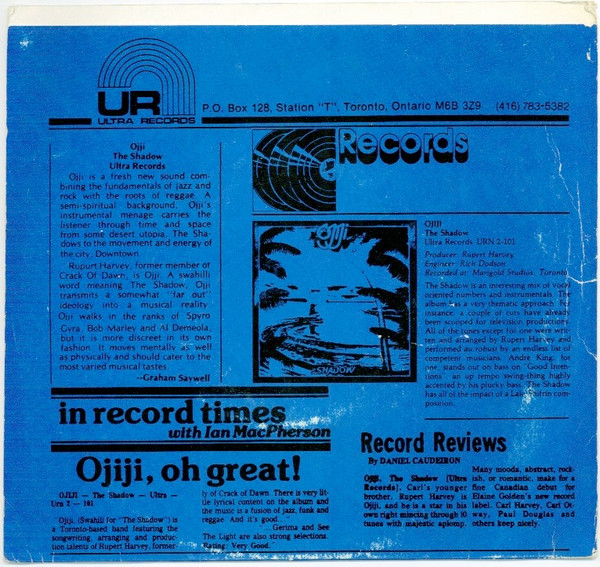 UR
ULTRA RECORDS
P.O. Box 128, Station "T", Toronto, Ontario M6B 3Z9 (416) 783-5382
Ojji
The Shadow
Ultra Records
Ojji is a fresh new sound com-
bining the fundamentals of jazz and
rock with the roots of reggae. A
semi-spiritual background, Ojji's
instrumental menage carries the
listener through time and space
from some desert utopia, The Sha-
dows to the movement and energy of
the city, Downtown.
Rupurt Harvey, former member of
Crack Of Dawn, is Ojji. A swahilli
word meaning The Shadow, Ojji
transmits a somewhat "far out"
ideology into a musical reality.
Ojji walks in the ranks of Spyro
Gyra, Bob Marley and Al Demeola,
but it is more discreet in its own
fashion. It moves mentally as well
as physically and should cater to the
most varied musical tastes.
--Graham Saywell
Records
Ojiji
SHADOW
OJIJI
The Shadow
Ultra Records URN 2-101
Producer: Rupert Harvey
Engineer: Rich Dodson
Recorded at: Marigold Studios, Toronto
The Shadow is an interesting mix of vocal
oriented numbers and instrumentals. The
album has a very thematic approach. For
instance, a couple of cuts have already
been scooped for television productions.
All of the tunes except for one were writ-
ten and arranged by Rupert Harvey and
performed au robust by an endless list of
competent musicians. Andre King, for
one, stands out on bass on "Good Inten-
tions" an up tempo swing-thing highly
accented by his plucky bass. The Shadow
has all of the impact of a Lalo Schifrin com-
position.
in record times
with Ian MacPherson
Ojiji, oh great!
OJIJI — The Shadow — Ultra —
Urn 2 — 101
Ojiji, (Swahili for "The Shadow") is
a Toronto-based band featuring the
songwriting, arranging and produc-
tion talents of Rupert Harvey, former-
ly of Crack of Dawn. There is very lit-
tle lyrical content on the album and
the music is a fusion of jazz, funk and
reggae. And it's good...
Gerima and See
The Light are also strong selections.
Rating: Very Good.
Record Reviews
By DANIEL CAUDEIRON
Ojiji, The Shadow [Ultra
Records]. Carl's younger
brother, Rupert Harvey is
Ojiji, and he is a star in his
own right mincing through 10
tunes with majestic aplomp.
Many moods, abstract, rock-
ish, or romantic, make for a
fine Canadian debut for
Elaine Golden's new record
label. Carl Harvey, Carl Ot-
way, Paul Douglas and
others keep nicely.